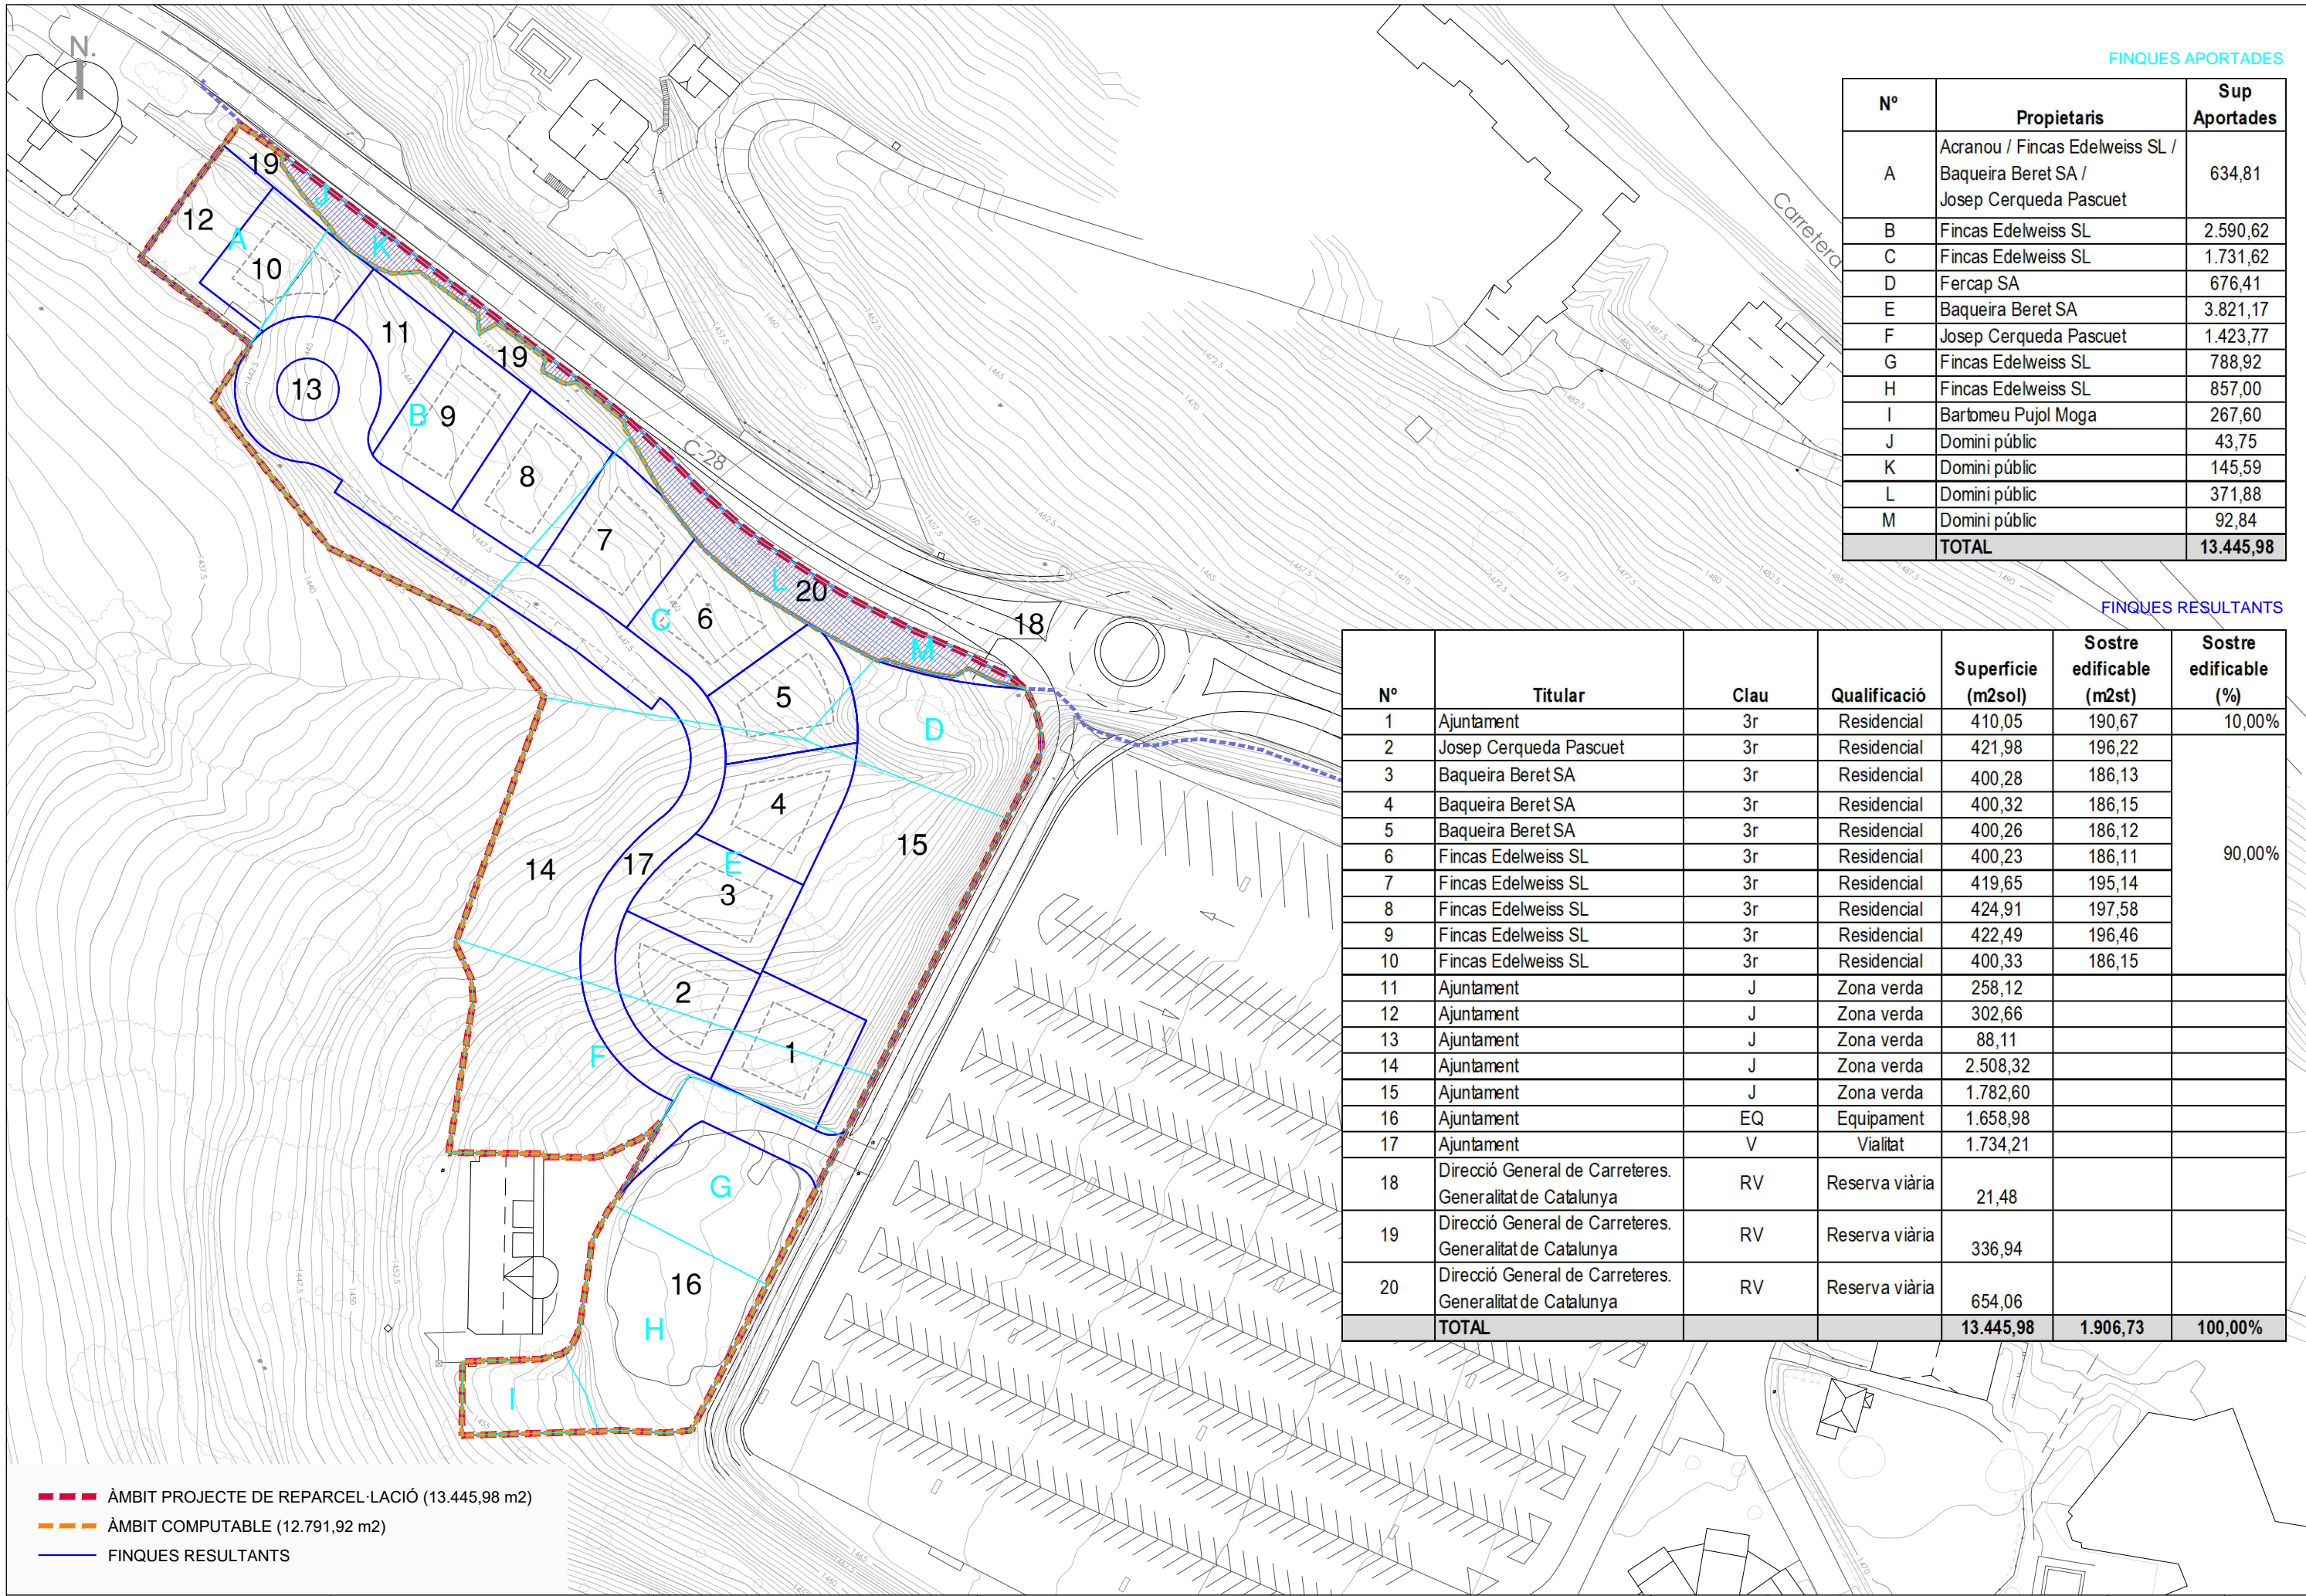 N.
FINQUES APORTADES
Nº Propietaris Sup Aportades
A Acranou / Fincas Edelweiss SL / Baqueira Beret SA / Josep Cerqueda Pascuet 634,81
B Fincas Edelweiss SL 2.590,62
C Fincas Edelweiss SL 1.731,62
D Fercap SA 676,41
E Baqueira Beret SA 3.821,17
F Josep Cerqueda Pascuet 1.423,77
G Fincas Edelweiss SL 788,92
H Fincas Edelweiss SL 857,00
I Bartomeu Pujol Moga 267,60
J Domini públic 43,75
K Domini públic 145,59
L Domini públic 371,88
M Domini públic 92,84
TOTAL 13.445,98
FINQUES RESULTANTS
Nº Titular Clau Qualificació Superfície (m2sol) Sostre edificable (m2st) Sostre edificable (%)
1 Ajuntament 3r Residencial 410,05 190,67 10,00%
2 Josep Cerqueda Pascuet 3r Residencial 421,98 196,22
3 Baqueira Beret SA 3r Residencial 400,28 186,13
4 Baqueira Beret SA 3r Residencial 400,32 186,15
5 Baqueira Beret SA 3r Residencial 400,26 186,12
6 Fincas Edelweiss SL 3r Residencial 400,23 186,11 90,00%
7 Fincas Edelweiss SL 3r Residencial 419,65 195,14
8 Fincas Edelweiss SL 3r Residencial 424,91 197,58
9 Fincas Edelweiss SL 3r Residencial 422,49 196,46
10 Fincas Edelweiss SL 3r Residencial 400,33 186,15
11 Ajuntament J Zona verda 258,12
12 Ajuntament J Zona verda 302,66
13 Ajuntament J Zona verda 88,11
14 Ajuntament J Zona verda 2.508,32
15 Ajuntament J Zona verda 1.782,60
16 Ajuntament EQ Equipament 1.658,98
17 Ajuntament V Vialitat 1.734,21
18 Direcció General de Carreteres. Generalitat de Catalunya RV Reserva viària 21,48
19 Direcció General de Carreteres. Generalitat de Catalunya RV Reserva viària 336,94
20 Direcció General de Carreteres. Generalitat de Catalunya RV Reserva viària 654,06
TOTAL 13.445,98 1.906,73 100,00%
Carretera
C-28
19
J
12
A
K
10
11
19
13
B
9
8
7
L
20
C
6
18
M
5
D
4
15
E
14
17
3
2
F
1
G
16
H
I
ÀMBIT PROJECTE DE REPARCEL·LACIÓ (13.445,98 m2)
ÀMBIT COMPUTABLE (12.791,92 m2)
FINQUES RESULTANTS